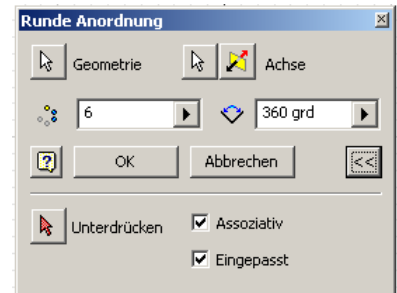 Runde Anordnung
Geometrie Achse
6 360 grd
OK Abbrechen <<
Unterdrücken Assoziativ
Eingepasst